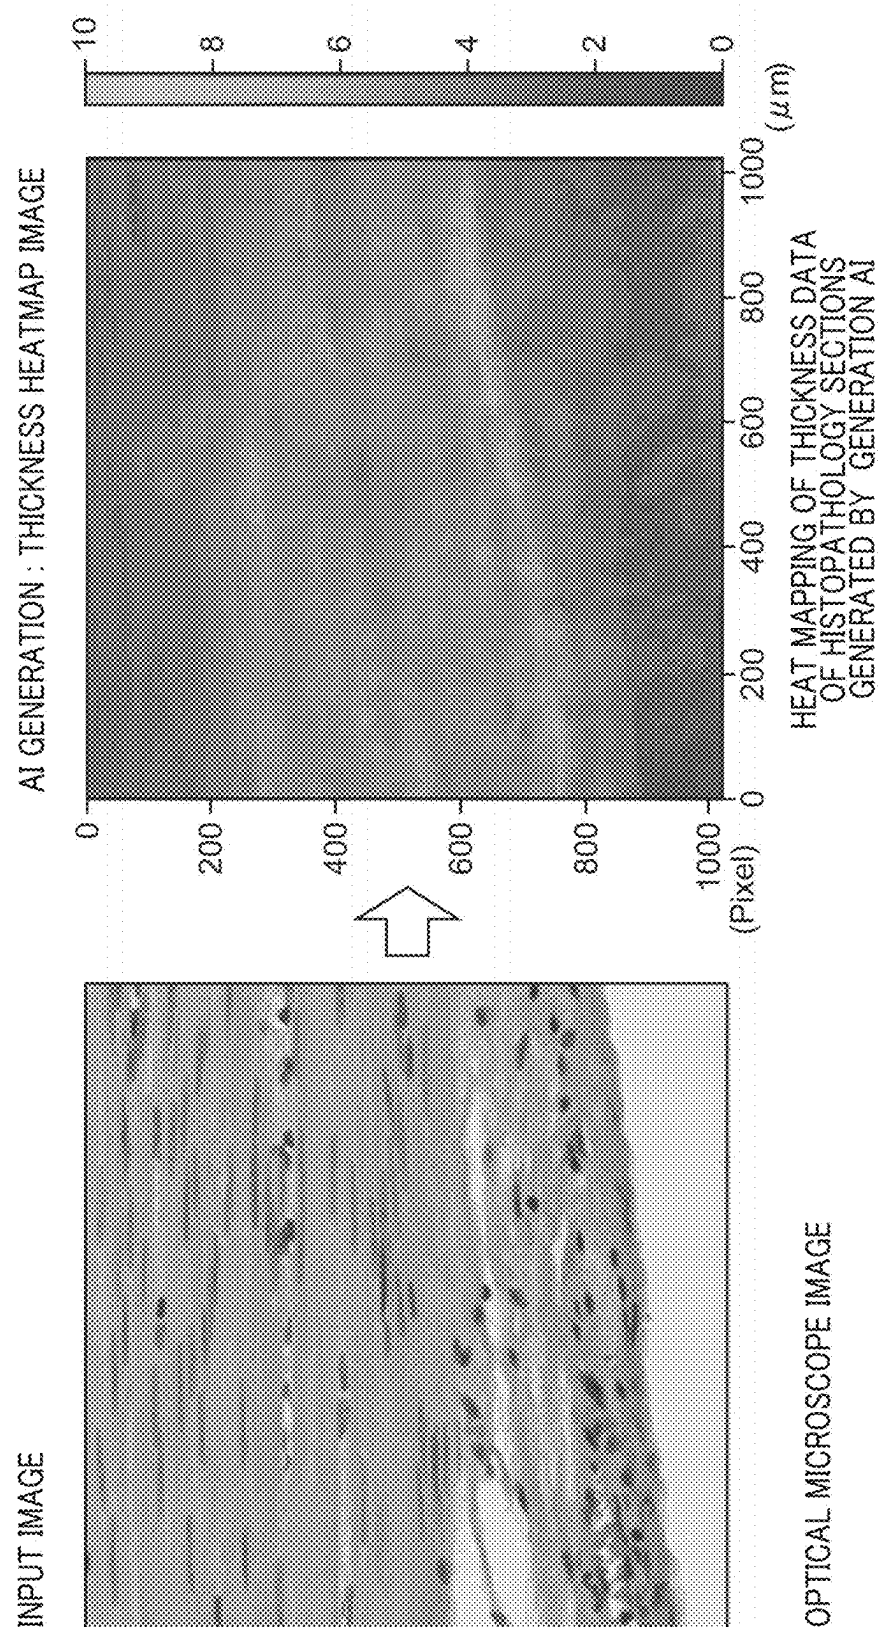 INPUT IMAGE
OPTICAL MICROSCOPE IMAGE
AI GENERATION : THICKNESS HEATMAP IMAGE
0
200
400
600
800
1000
(Pixel)
0 200 400 600 800 1000
10
8
6
4
2
0
(μm)
HEAT MAPPING OF THICKNESS DATA
OF HISTOPATHOLOGY SECTIONS
GENERATED BY GENERATION AI